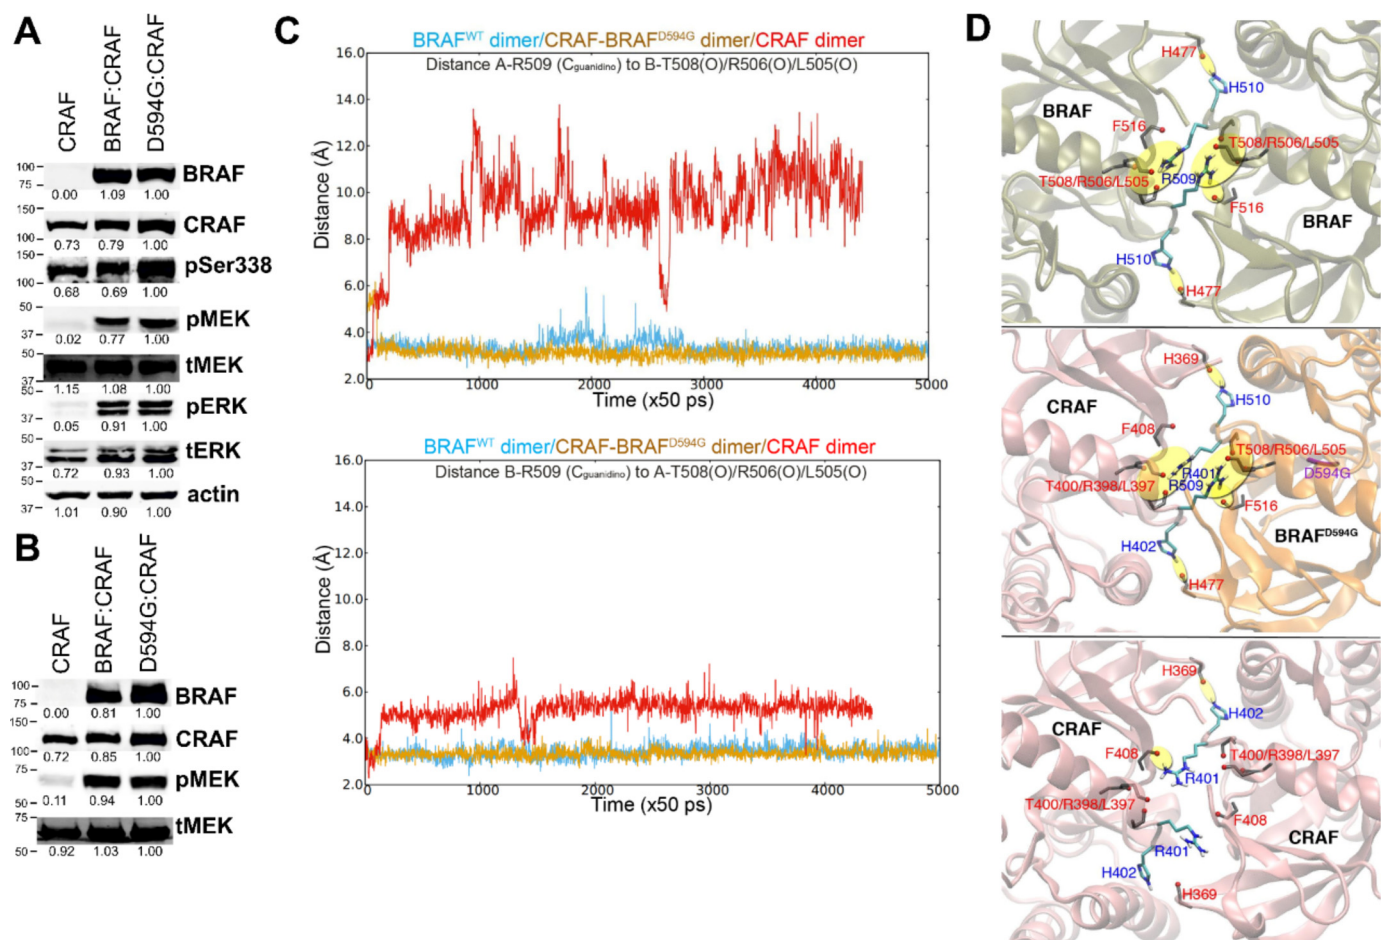 A
CRAF
BRAF:CRAF
D594G:CRAF
100
75
BRAF
0.00 1.09 1.00
150
100
CRAF
0.73 0.79 1.00
150
100
pSer338
0.68 0.69 1.00
50
37
pMEK
0.02 0.77 1.00
50
37
tMEK
1.15 1.08 1.00
50
37
pERK
0.05 0.91 1.00
50
37
tERK
0.72 0.93 1.00
50
37
actin
1.01 0.90 1.00
B
CRAF
BRAF:CRAF
D594G:CRAF
100
75
BRAF
0.00 0.81 1.00
150
100
CRAF
0.72 0.85 1.00
75
50
pMEK
0.11 0.94 1.00
75
50
tMEK
0.92 1.03 1.00
C
BRAFWT dimer/CRAF-BRAFD594G dimer/CRAF dimer
Distance A-R509 (Cguanidino) to B-T508(O)/R506(O)/L505(O)
16.0
14.0
12.0
10.0
8.0
6.0
4.0
2.0
Distance (Å)
0 1000 2000 3000 4000 5000
Time (x50 ps)
BRAFWT dimer/CRAF-BRAFD594G dimer/CRAF dimer
Distance B-R509 (Cguanidino) to A-T508(O)/R506(O)/L505(O)
16.0
14.0
12.0
10.0
8.0
6.0
4.0
2.0
Distance (Å)
0 1000 2000 3000 4000 5000
Time (x50 ps)
D
H477
H510
BRAF
F516
T508/R506/L505
T508/R506/L505
R509
F516
BRAF
H510
H477
H369
H510
CRAF
F408
T508/R506/L505
D594G
R401
T400/R398/L397
R509
F516
BRAFD594G
H402
H477
H369
H402
CRAF
F408
T400/R398/L397
R401
T400/R398/L397
F408
R401
CRAF
H402
H369